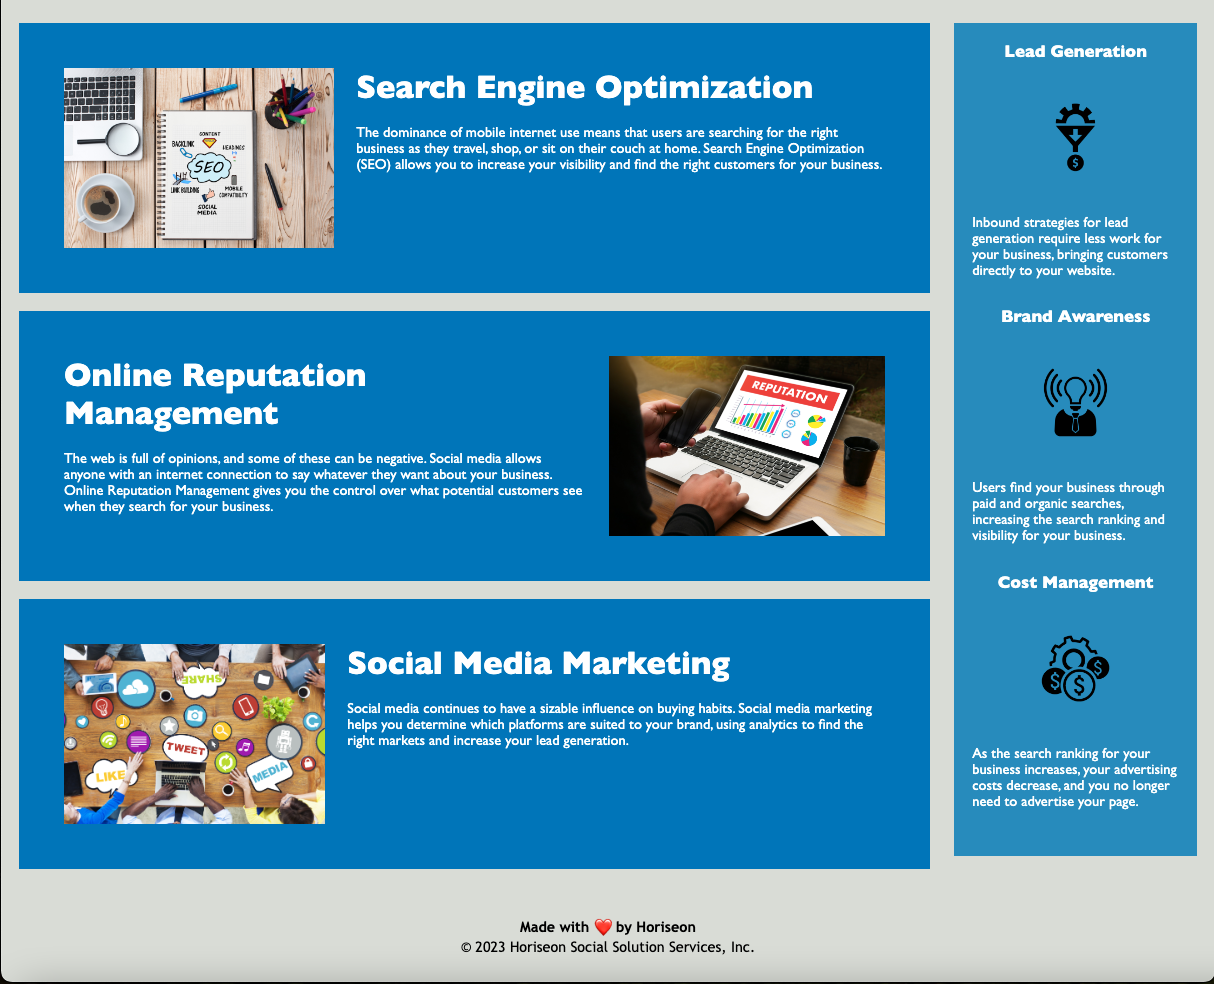 Search Engine Optimization
The dominance of mobile internet use means that users are searching for the right
business as they travel, shop, or sit on their couch at home. Search Engine Optimization
(SEO) allows you to increase your visibility and find the right customers for your business.
CONTENT
BACKLINK
HEADINGS
SEO
LINK BUILDING
MOBILE
COMPATIBILITY
SOCIAL
MEDIA
Online Reputation
Management
The web is full of opinions, and some of these can be negative. Social media allows
anyone with an internet connection to say whatever they want about your business.
Online Reputation Management gives you the control over what potential customers see
when they search for your business.
REPUTATION
Social Media Marketing
Social media continues to have a sizable influence on buying habits. Social media marketing
helps you determine which platforms are suited to your brand, using analytics to find the
right markets and increase your lead generation.
SHARE
TWEET
LIKE
MEDIA
Lead Generation
$
Inbound strategies for lead
generation require less work for
your business, bringing customers
directly to your website.
Brand Awareness
Users find your business through
paid and organic searches,
increasing the search ranking and
visibility for your business.
Cost Management
$ $ $
As the search ranking for your
business increases, your advertising
costs decrease, and you no longer
need to advertise your page.
Made with ❤️ by Horiseon
© 2023 Horiseon Social Solution Services, Inc.